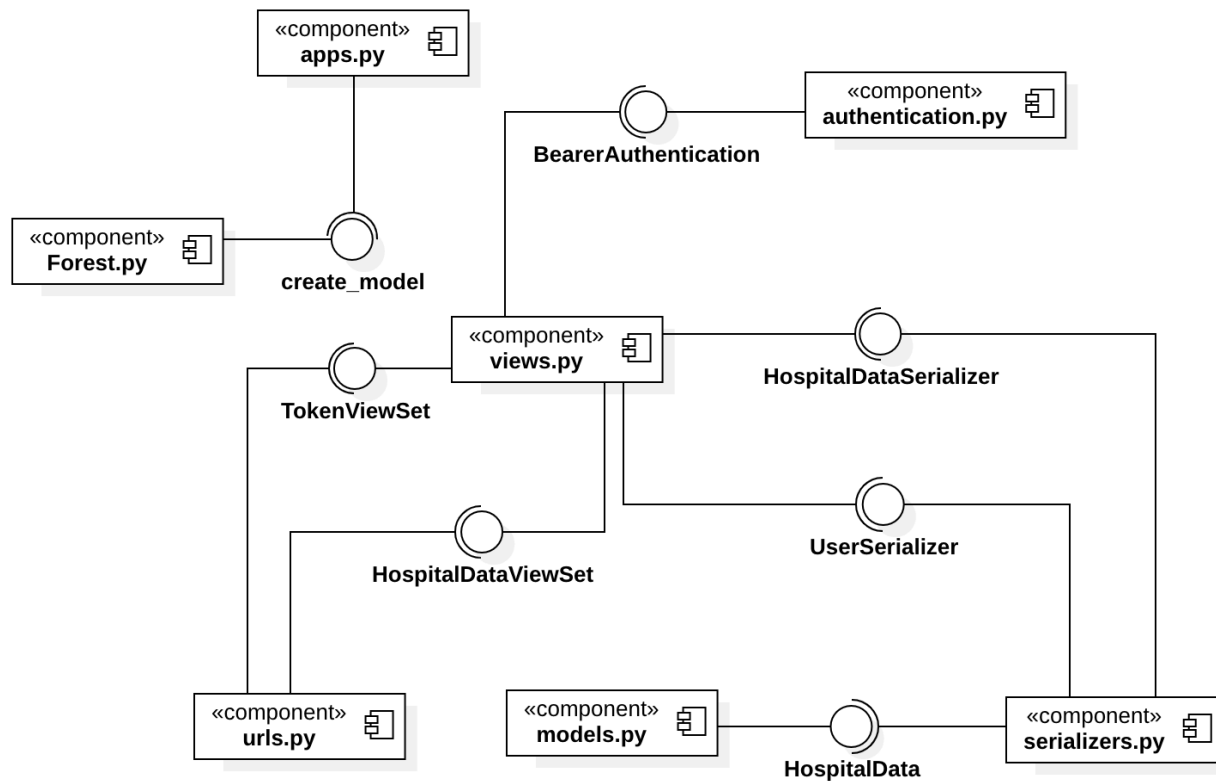 «component»
apps.py
«component»
authentication.py
BearerAuthentication
«component»
Forest.py
create_model
«component»
views.py
HospitalDataSerializer
TokenViewSet
UserSerializer
HospitalDataViewSet
«component»
urls.py
«component»
models.py
«component»
serializers.py
HospitalData